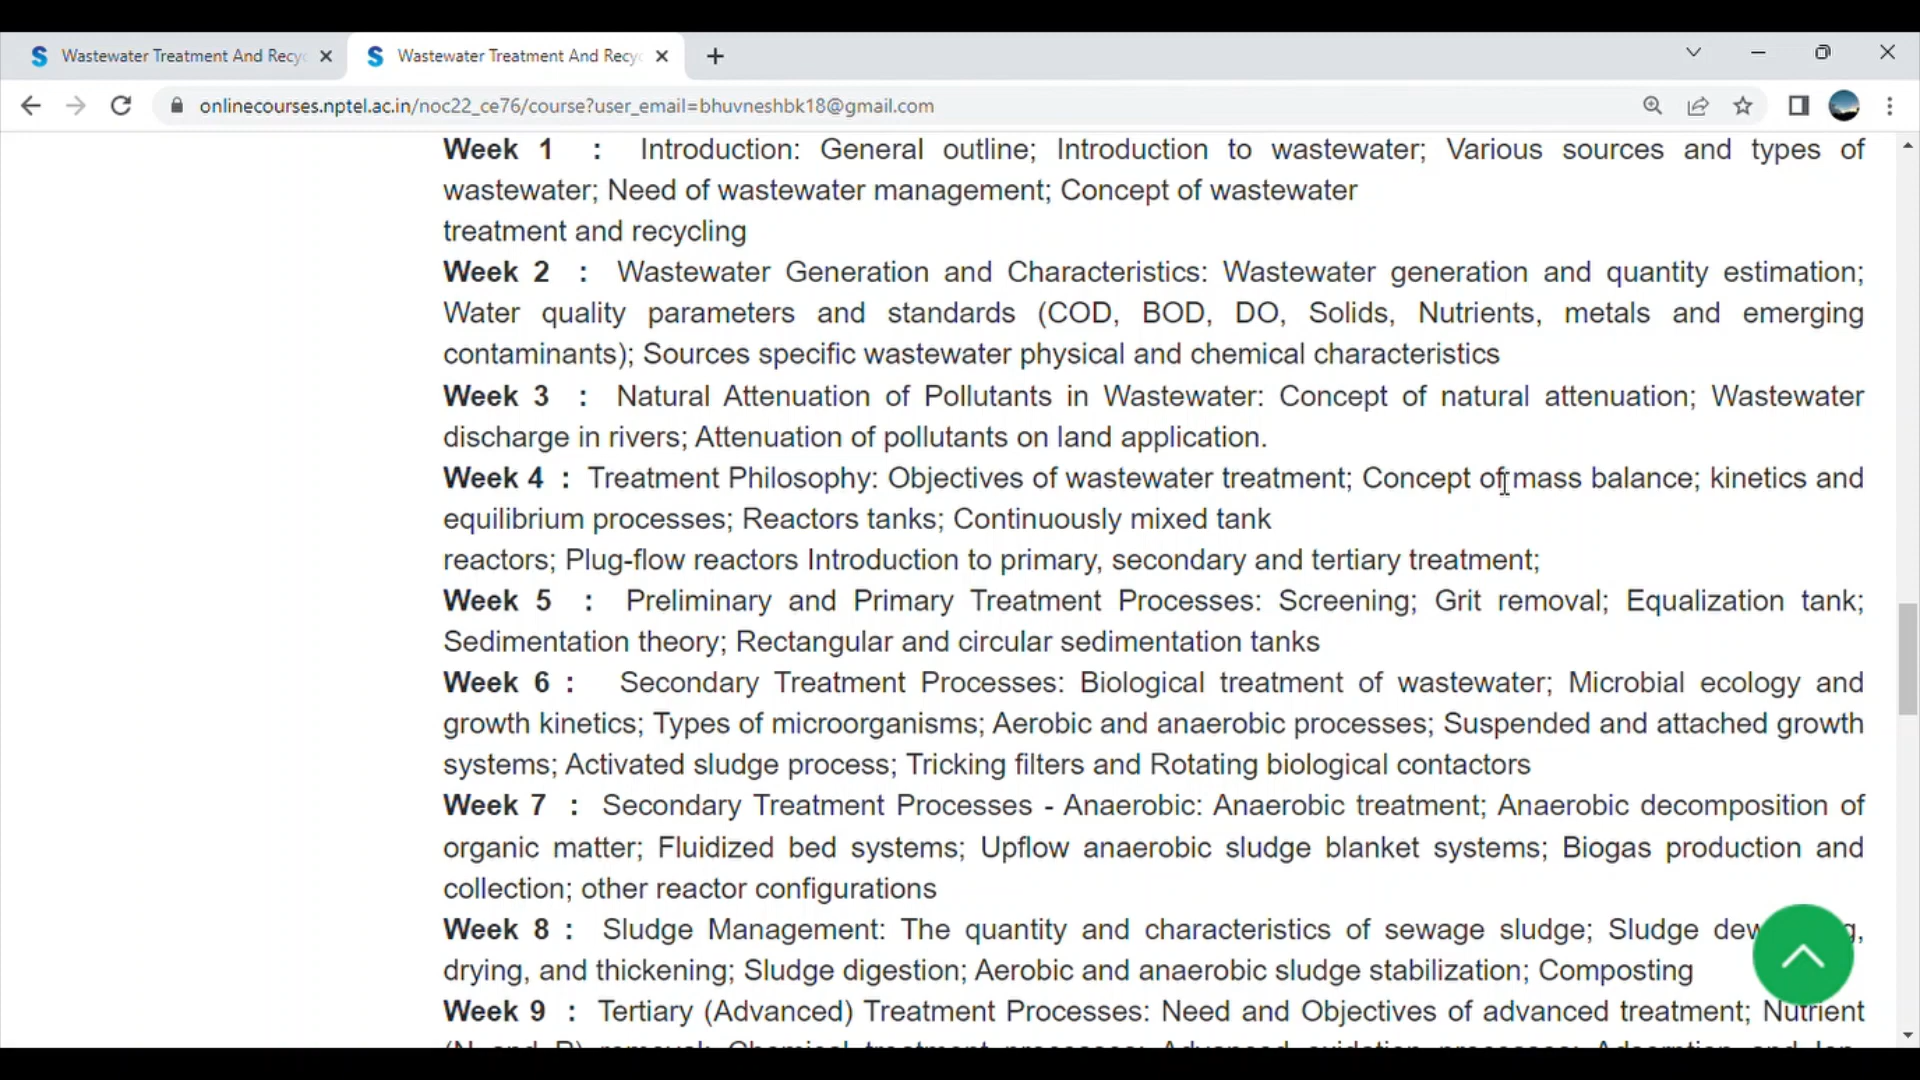 Wastewater Treatment And Recyc
Wastewater Treatment And Recyc
onlinecourses.nptel.ac.in/noc22_ce76/course?user_email=bhuvneshbk18@gmail.com
Week 1 : Introduction: General outline; Introduction to wastewater; Various sources and types of
wastewater; Need of wastewater management; Concept of wastewater
treatment and recycling
Week 2 : Wastewater Generation and Characteristics: Wastewater generation and quantity estimation;
Water quality parameters and standards (COD, BOD, DO, Solids, Nutrients, metals and emerging
contaminants); Sources specific wastewater physical and chemical characteristics
Week 3 : Natural Attenuation of Pollutants in Wastewater: Concept of natural attenuation; Wastewater
discharge in rivers; Attenuation of pollutants on land application.
Week 4 : Treatment Philosophy: Objectives of wastewater treatment; Concept of mass balance; kinetics and
equilibrium processes; Reactors tanks; Continuously mixed tank
reactors; Plug-flow reactors Introduction to primary, secondary and tertiary treatment;
Week 5 : Preliminary and Primary Treatment Processes: Screening; Grit removal; Equalization tank;
Sedimentation theory; Rectangular and circular sedimentation tanks
Week 6 : Secondary Treatment Processes: Biological treatment of wastewater; Microbial ecology and
growth kinetics; Types of microorganisms; Aerobic and anaerobic processes; Suspended and attached growth
systems; Activated sludge process; Tricking filters and Rotating biological contactors
Week 7 : Secondary Treatment Processes - Anaerobic: Anaerobic treatment; Anaerobic decomposition of
organic matter; Fluidized bed systems; Upflow anaerobic sludge blanket systems; Biogas production and
collection; other reactor configurations
Week 8 : Sludge Management: The quantity and characteristics of sewage sludge; Sludge
drying, and thickening; Sludge digestion; Aerobic and anaerobic sludge stabilization; Composting
Week 9 : Tertiary (Advanced) Treatment Processes: Need and Objectives of advanced treatment; Nutrient